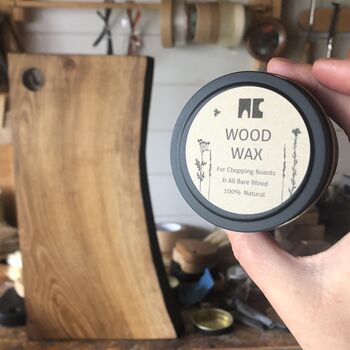 WOOD
WAX
For Chopping Boards
& All Bare Wood
100% Natural